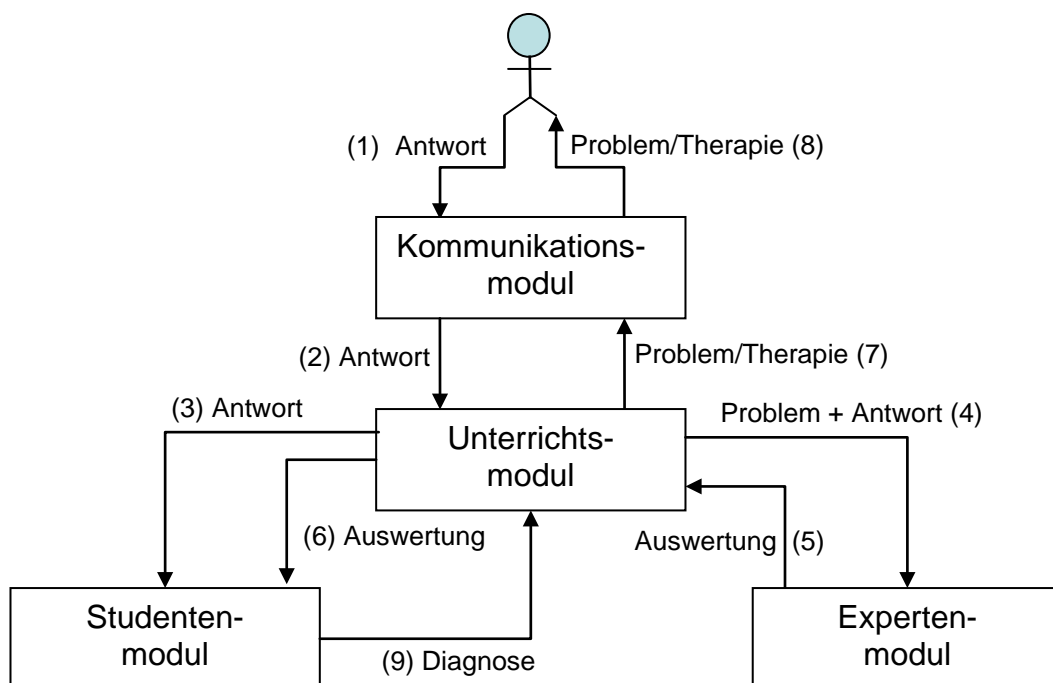 (1) Antwort
Problem/Therapie (8)
Kommunikations-
modul
(2) Antwort
Problem/Therapie (7)
(3) Antwort
Problem + Antwort (4)
Unterrichts-
modul
(6) Auswertung
Auswertung (5)
Studenten-
modul
(9) Diagnose
Experten-
modul